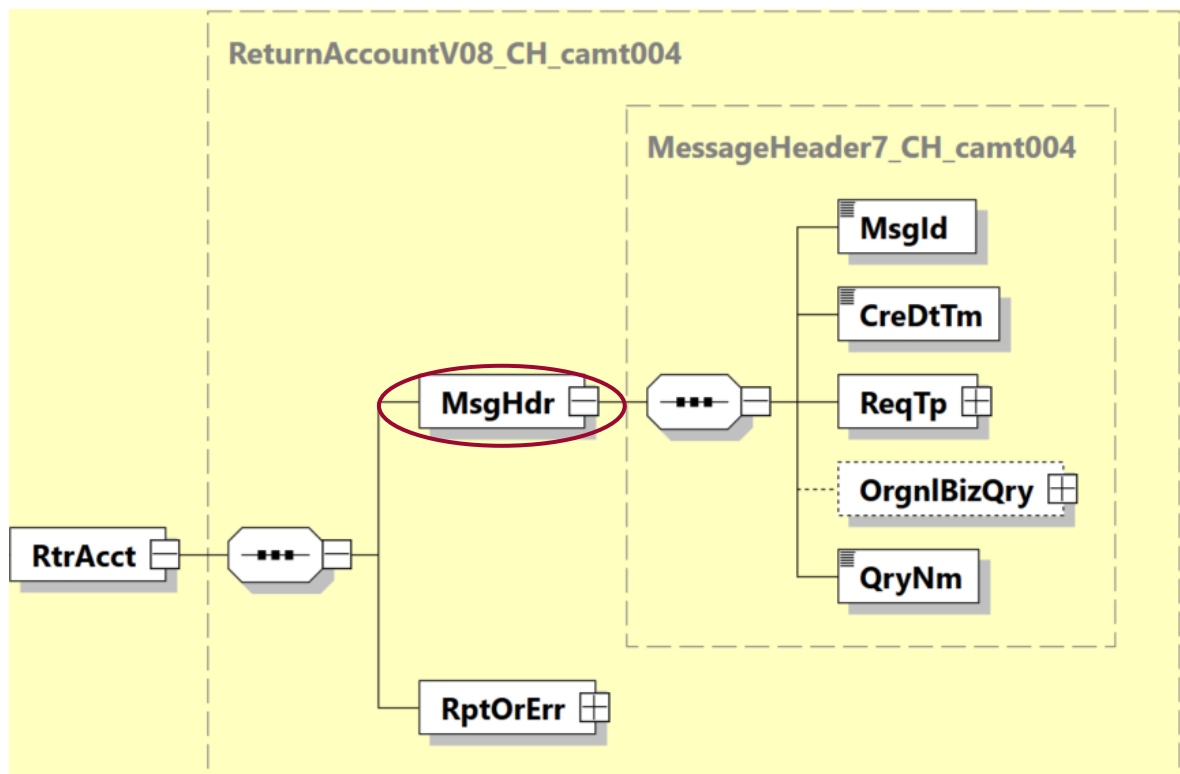 ReturnAccountV08_CH_camt004
MessageHeader7_CH_camt004
MsgId
CreDtTm
MsgHdr
ReqTp
OrgnlBizQry
RtrAcct
QryNm
RptOrErr